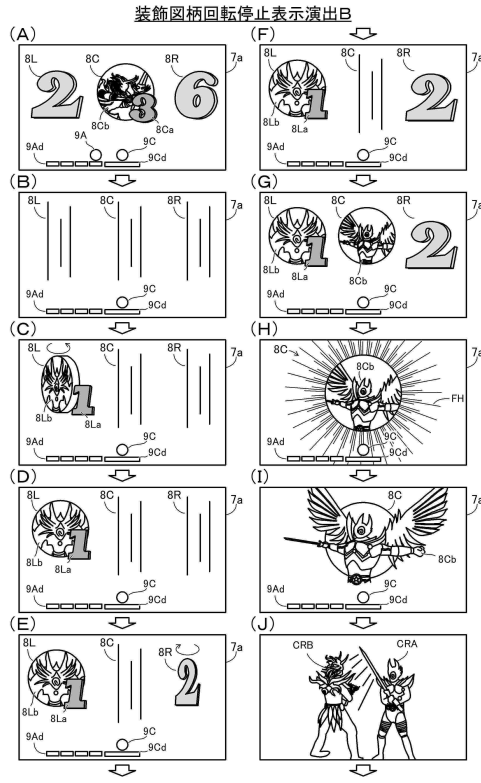 装飾図柄回転停止表示演出B
(A)
8L
8C
8R
7a
2
3
6
8Cb
8Ca
9A
9C
9Ad
9Cd
(B)
8L
8C
8R
7a
9C
9Ad
9Cd
(C)
8L
8C
8R
7a
1
8Lb
8La
9C
9Ad
9Cd
(D)
8L
8C
8R
7a
1
8Lb
8La
9C
9Ad
9Cd
(E)
8L
8C
8R
7a
1
2
8Lb
8La
9C
9Ad
9Cd
(F)
8L
8C
8R
7a
1
2
8Lb
8La
9C
9Ad
9Cd
(G)
8L
8C
8R
7a
1
2
8Lb
8La
8Cb
9C
9Ad
9Cd
(H)
8C
8Cb
7a
FH
9C
9Ad
9Cd
(I)
8C
7a
8Cb
9C
9Ad
9Cd
(J)
CRB
CRA
7a